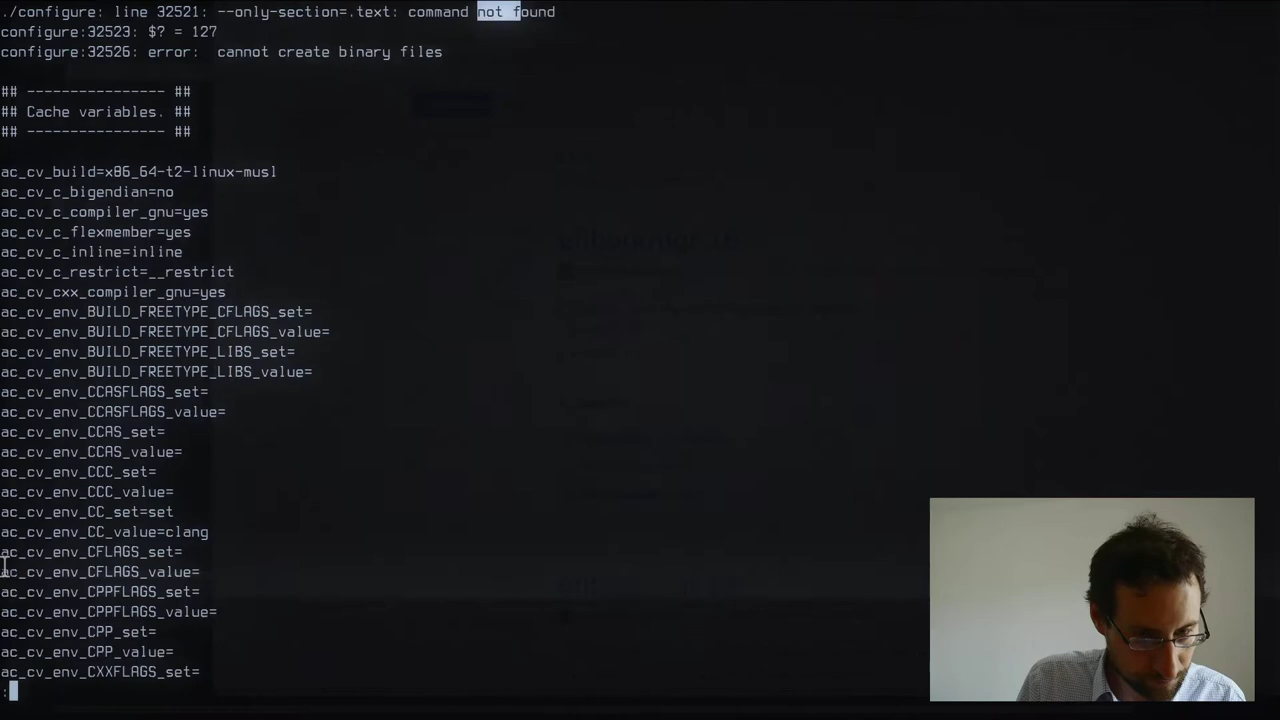 ./configure: line 32521: --only-section=.text: command not found
configure:32523: $? = 127
configure:32526: error:  cannot create binary files
## ---------------- ##
## Cache variables. ##
## ---------------- ##
ac_cv_build=x86_64-t2-linux-musl
ac_cv_c_bigendian=no
ac_cv_c_compiler_gnu=yes
ac_cv_c_flexmember=yes
ac_cv_c_inline=inline
ac_cv_c_restrict=__restrict
ac_cv_cxx_compiler_gnu=yes
ac_cv_env_BUILD_FREETYPE_CFLAGS_set=
ac_cv_env_BUILD_FREETYPE_CFLAGS_value=
ac_cv_env_BUILD_FREETYPE_LIBS_set=
ac_cv_env_BUILD_FREETYPE_LIBS_value=
ac_cv_env_CCASFLAGS_set=
ac_cv_env_CCASFLAGS_value=
ac_cv_env_CCAS_set=
ac_cv_env_CCAS_value=
ac_cv_env_CCC_set=
ac_cv_env_CCC_value=
ac_cv_env_CC_set=set
ac_cv_env_CC_value=clang
ac_cv_env_CFLAGS_set=
ac_cv_env_CFLAGS_value=
ac_cv_env_CPPFLAGS_set=
ac_cv_env_CPPFLAGS_value=
ac_cv_env_CPP_set=
ac_cv_env_CPP_value=
ac_cv_env_CXXFLAGS_set=
: